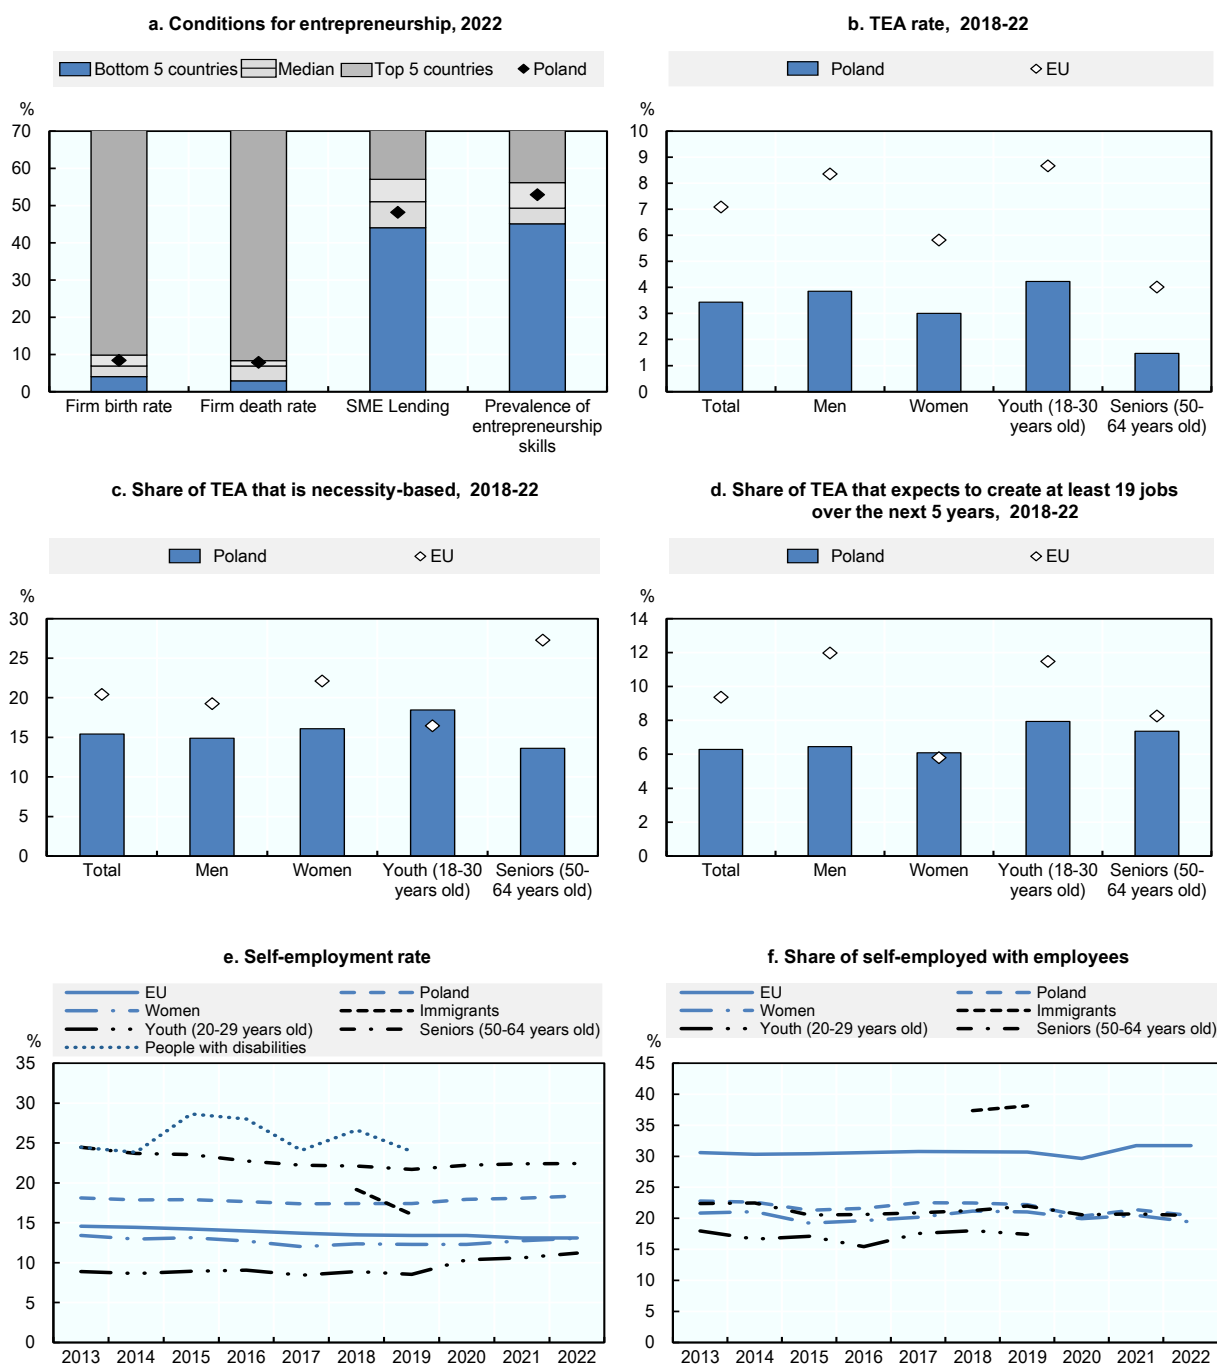 a. Conditions for entrepreneurship, 2022
Bottom 5 countries Median Top 5 countries Poland
%
70
60
50
40
30
20
10
0
Firm birth rate Firm death rate SME Lending Prevalence of
entrepreneurship
skills
b. TEA rate, 2018-22
Poland EU
%
10
9
8
7
6
5
4
3
2
1
0
Total Men Women Youth (18-30 Seniors (50-
years old) 64 years old)
c. Share of TEA that is necessity-based, 2018-22
Poland EU
%
30
25
20
15
10
5
0
Total Men Women Youth (18-30 Seniors (50-
years old) 64 years old)
d. Share of TEA that expects to create at least 19 jobs
over the next 5 years, 2018-22
Poland EU
%
14
12
10
8
6
4
2
0
Total Men Women Youth (18-30 Seniors (50-
years old) 64 years old)
e. Self-employment rate
EU Poland
Women Immigrants
Youth (20-29 years old) Seniors (50-64 years old)
People with disabilities
%
35
30
25
20
15
10
5
0
2013 2014 2015 2016 2017 2018 2019 2020 2021 2022
f. Share of self-employed with employees
EU Poland
Women Immigrants
Youth (20-29 years old) Seniors (50-64 years old)
%
45
40
35
30
25
20
15
10
5
0
2013 2014 2015 2016 2017 2018 2019 2020 2021 2022